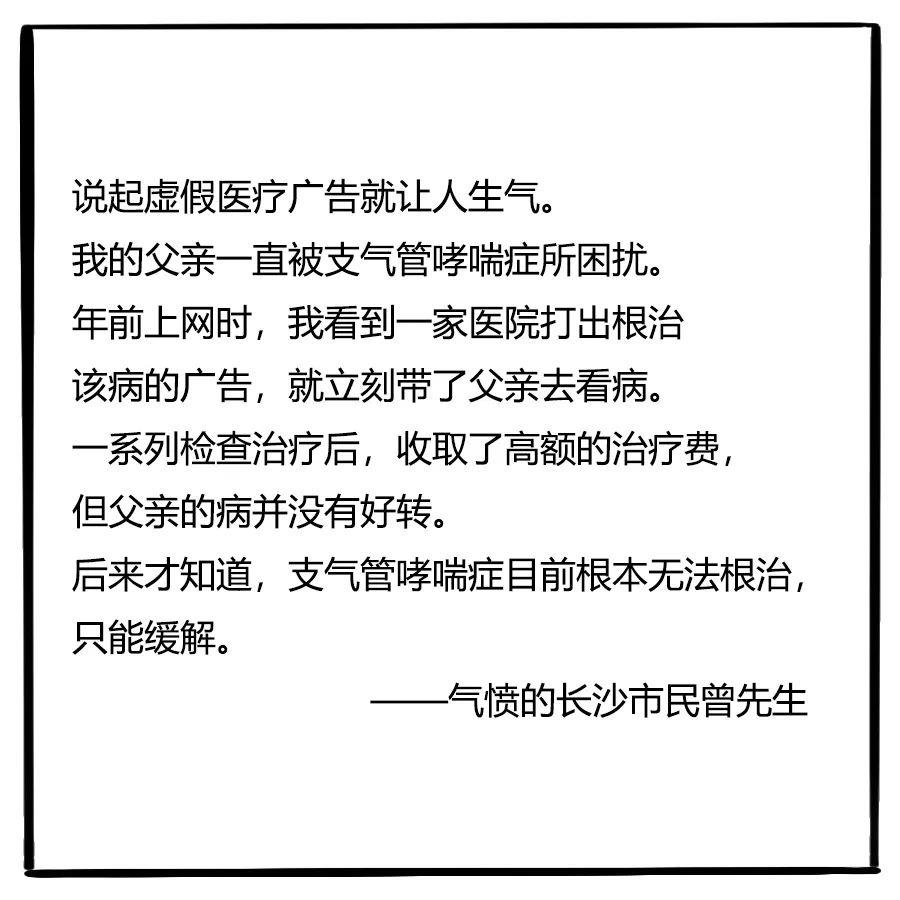 说起虚假医疗广告就让人生气。
我的父亲一直被支气管哮喘症所困扰。
年前上网时，我看到一家医院打出根治
该病的广告，就立刻带了父亲去看病。
一系列检查治疗后，收取了高额的治疗费，
但父亲的病并没有好转。
后来才知道，支气管哮喘症目前根本无法根治，
只能缓解。
——气愤的长沙市民曾先生